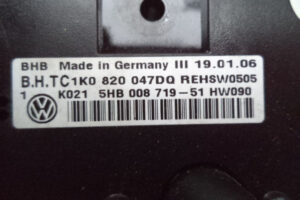 BHB Made in Germany III 19.01.06
B.H.TC1K0 820 047DQ REHSW0505
1 K021 5HB 008 719-51 HW090